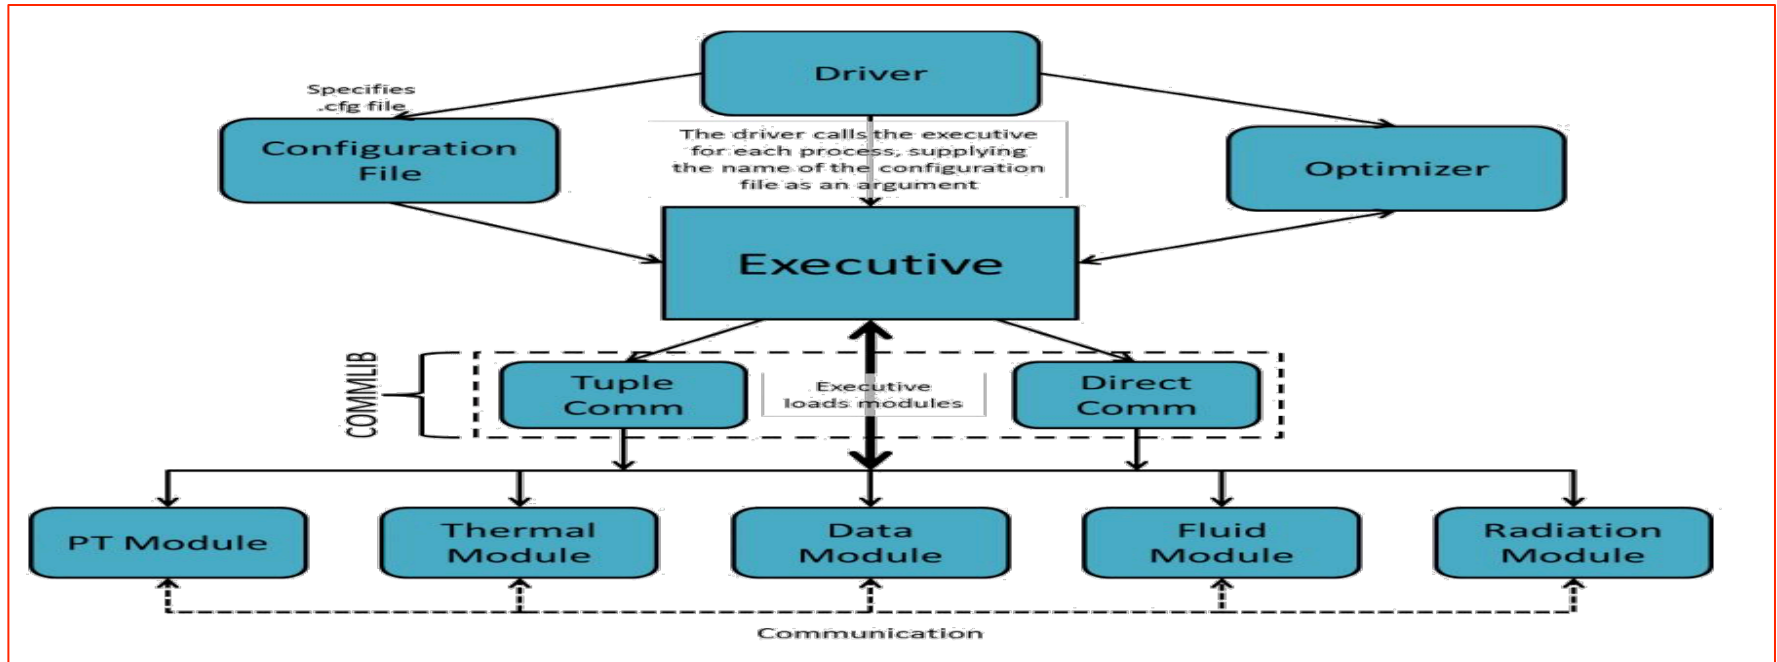 Driver
Specifies
.cfg file
Configuration
File
The driver calls the executive
for each process, supplying
the name of the configuration
file as an argument
Optimizer
Executive
COMMLIB
Tuple
Comm
Executive
loads modules
Direct
Comm
PT Module
Thermal
Module
Data
Module
Fluid
Module
Radiation
Module
Communication